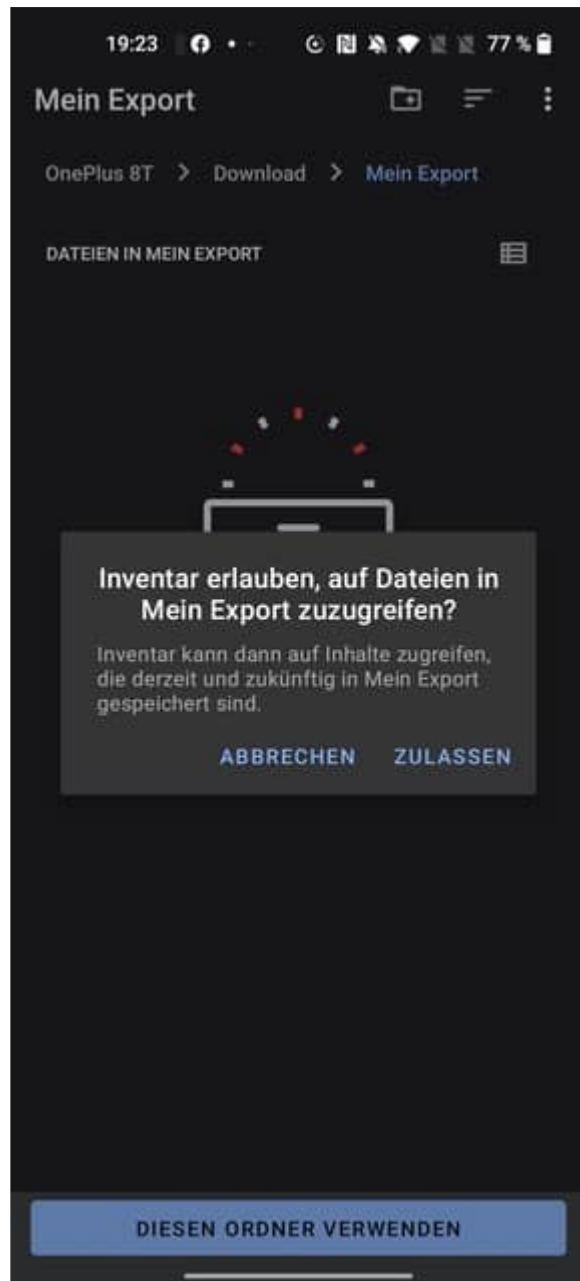 19:23 77 %
Mein Export
OnePlus 8T > Download > Mein Export
DATEIEN IN MEIN EXPORT
Inventar erlauben, auf Dateien in
Mein Export zuzugreifen?
Inventar kann dann auf Inhalte zugreifen,
die derzeit und zukünftig in Mein Export
gespeichert sind.
ABBRECHEN ZULASSEN
DIESEN ORDNER VERWENDEN